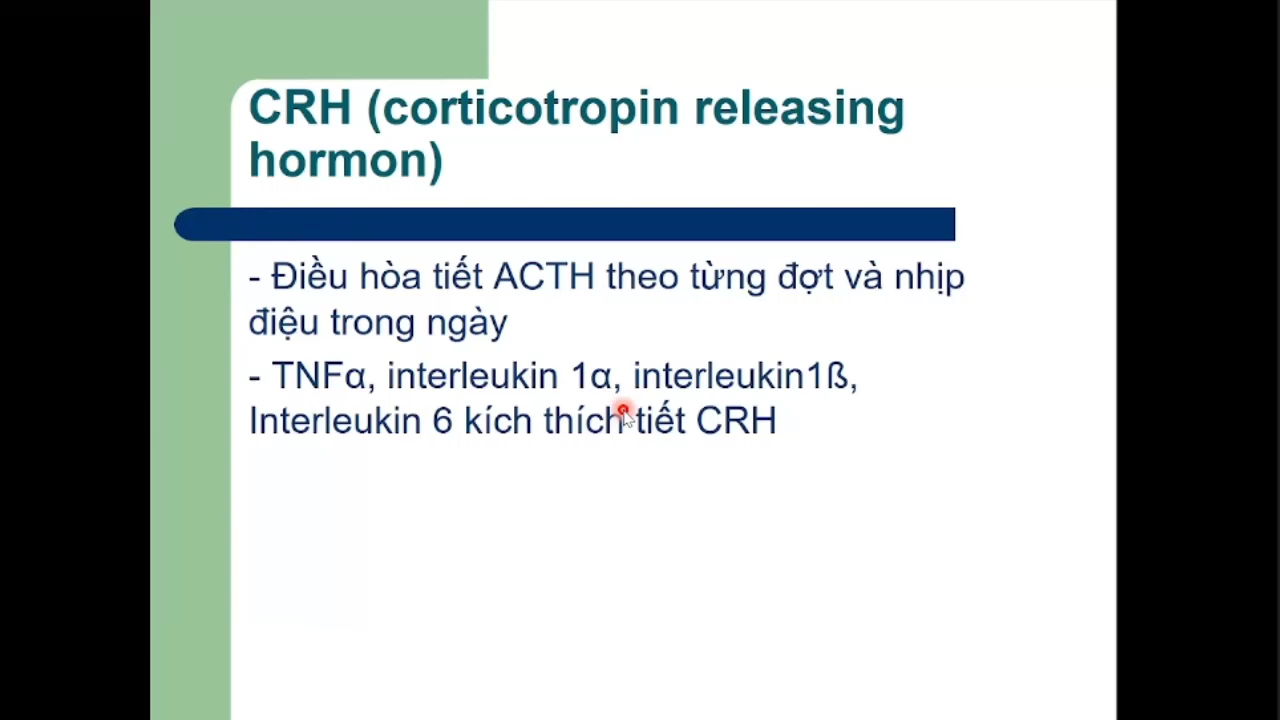 CRH (corticotropin releasing
hormon)
- Điều hòa tiết ACTH theo từng đợt và nhịp
điệu trong ngày
- TNFα, interleukin 1α, interleukin1ß,
Interleukin 6 kích thích tiết CRH